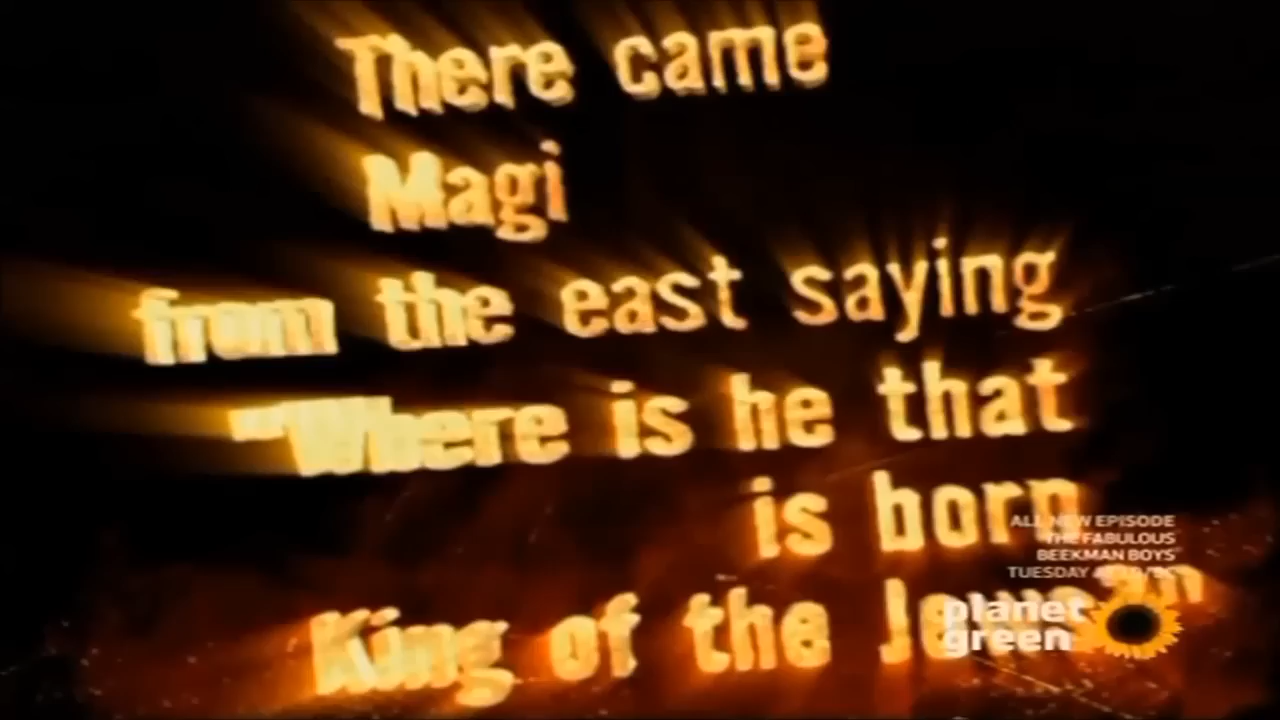 There came
Magi
from the east saying
"Where is he that
is born
King of the Jews?"
ALL NEW EPISODE
THE FABULOUS
BEEKMAN BOYS
TUESDAY
planet
green